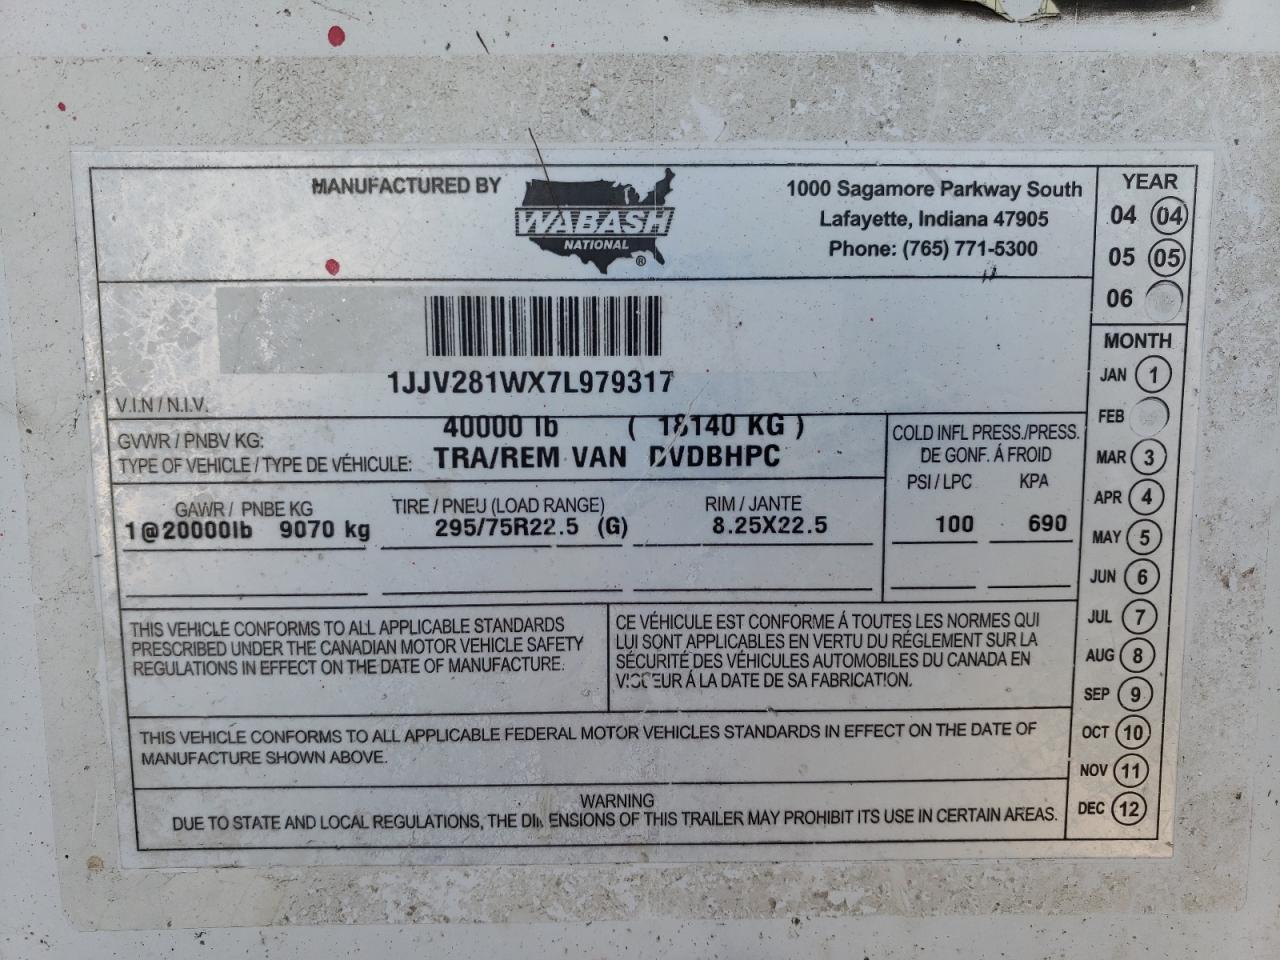 MANUFACTURED BY
WABASH
NATIONAL
®
1000 Sagamore Parkway South
Lafayette, Indiana 47905
Phone: (765) 771-5300
YEAR
04 04
05 05
06
1JJV281WX7L979317
V.I.N / N.I.V.
GVWR / PNBV KG: 40000 lb ( 18140 KG )
TYPE OF VEHICLE / TYPE DE VÉHICULE: TRA/REM VAN DVDBHPC
COLD INFL PRESS./PRESS.
DE GONF. Á FROID
PSI / LPC KPA
GAWR / PNBE KG TIRE / PNEU (LOAD RANGE) RIM / JANTE
1@20000lb 9070 kg 295/75R22.5 (G) 8.25X22.5 100 690
THIS VEHICLE CONFORMS TO ALL APPLICABLE STANDARDS
PRESCRIBED UNDER THE CANADIAN MOTOR VEHICLE SAFETY
REGULATIONS IN EFFECT ON THE DATE OF MANUFACTURE.
CE VÉHICULE EST CONFORME Á TOUTES LES NORMES QUI
LUI SONT APPLICABLES EN VERTU DU RÉGLEMENT SUR LA
SÉCURITÉ DES VÉHICULES AUTOMOBILES DU CANADA EN
VIGUEUR Á LA DATE DE SA FABRICATION.
THIS VEHICLE CONFORMS TO ALL APPLICABLE FEDERAL MOTOR VEHICLES STANDARDS IN EFFECT ON THE DATE OF
MANUFACTURE SHOWN ABOVE.
WARNING
DUE TO STATE AND LOCAL REGULATIONS, THE DIMENSIONS OF THIS TRAILER MAY PROHIBIT ITS USE IN CERTAIN AREAS.
MONTH
JAN 1
FEB
MAR 3
APR 4
MAY 5
JUN 6
JUL 7
AUG 8
SEP 9
OCT 10
NOV 11
DEC 12